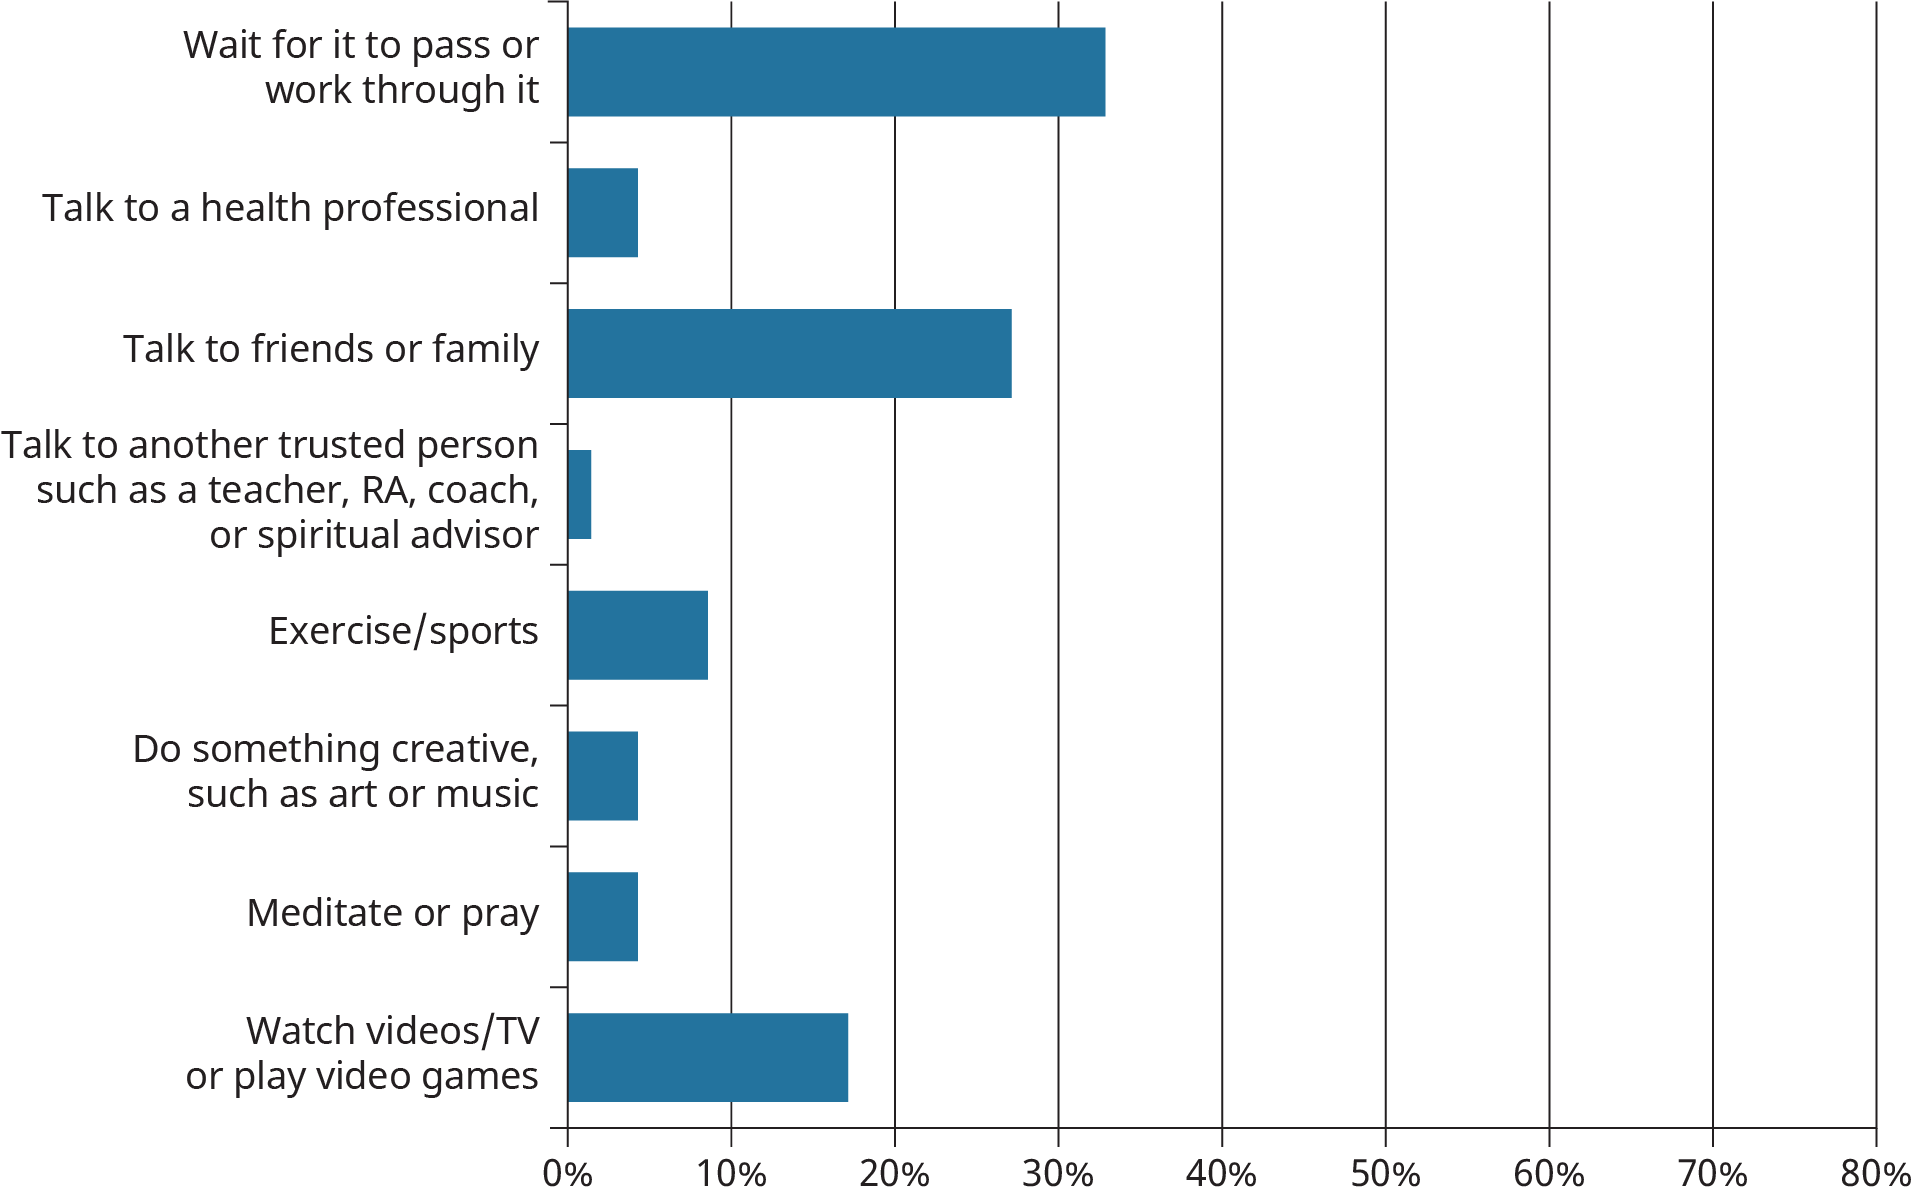 Wait for it to pass or
work through it
Talk to a health professional
Talk to friends or family
Talk to another trusted person
such as a teacher, RA, coach,
or spiritual advisor
Exercise/sports
Do something creative,
such as art or music
Meditate or pray
Watch videos/TV
or play video games
0% 10% 20% 30% 40% 50% 60% 70% 80%